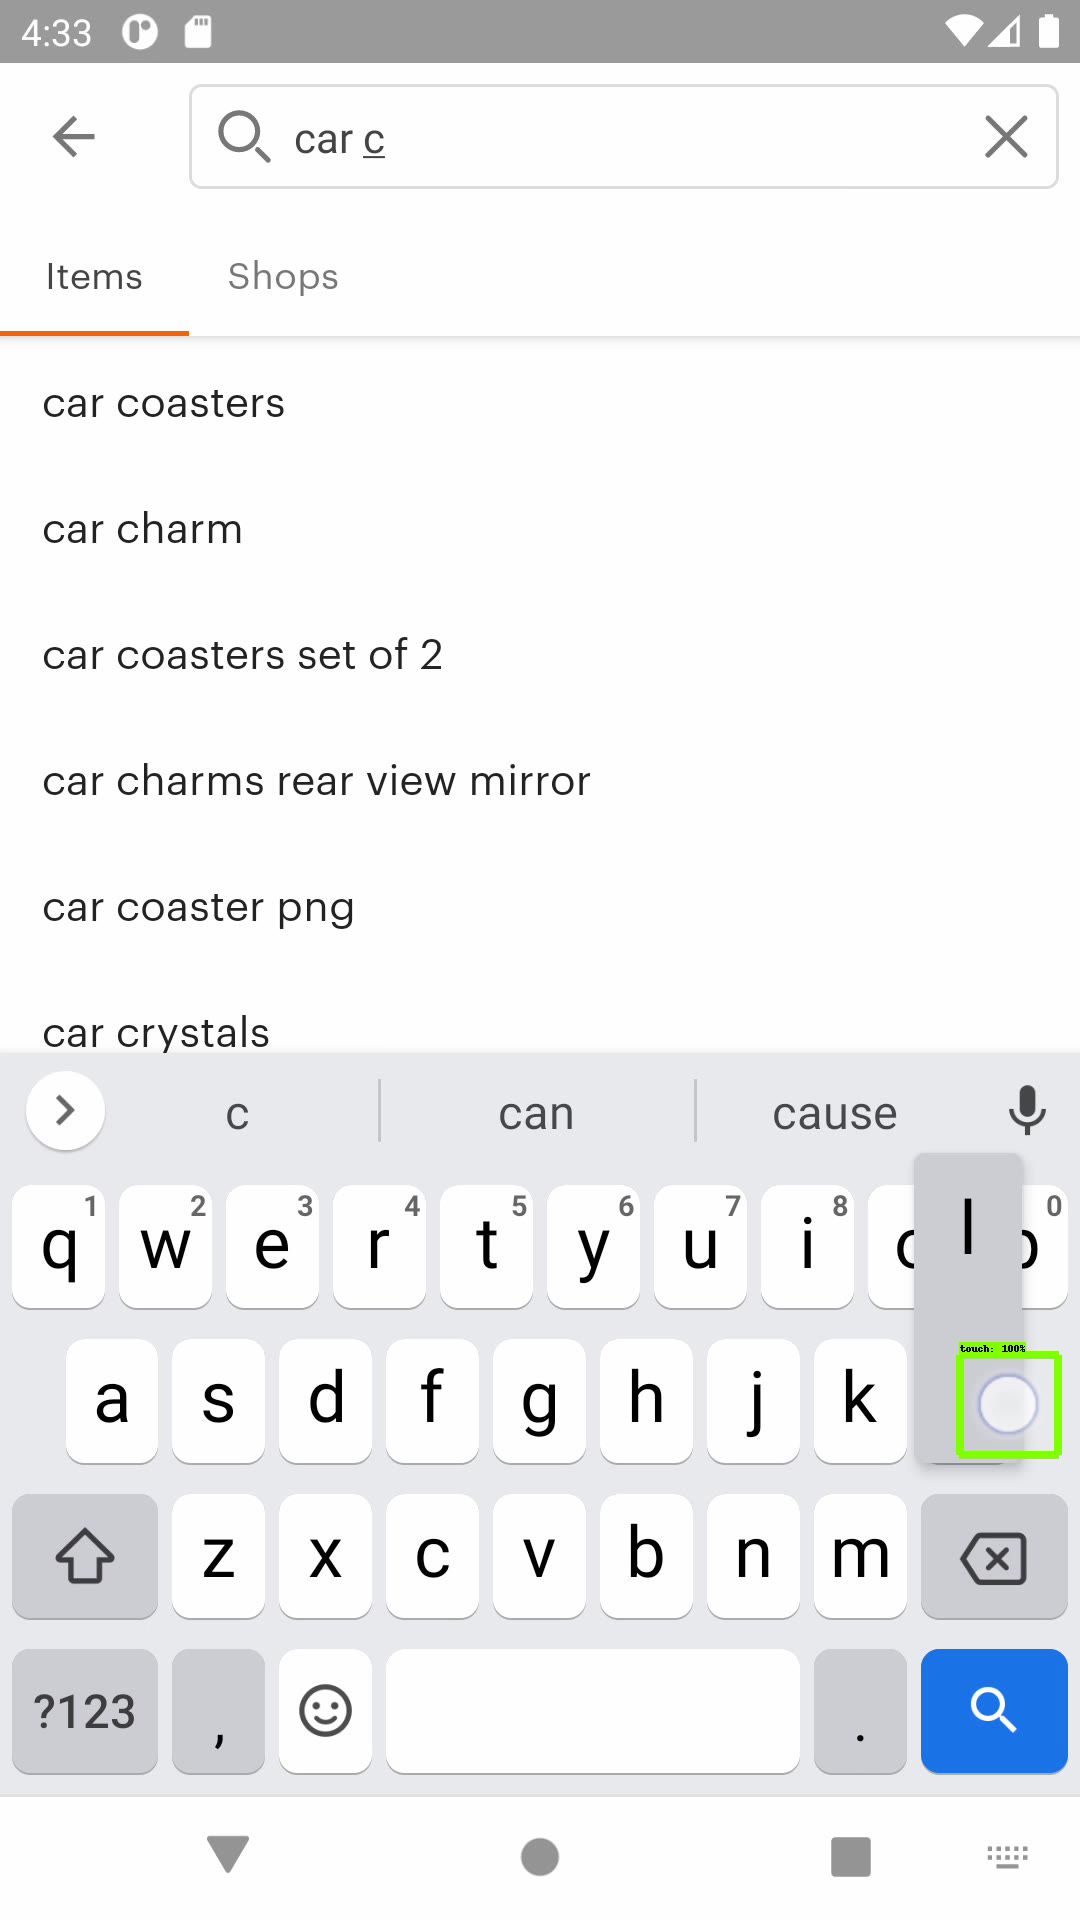 4:33
car c
Items Shops
car coasters
car charm
car coasters set of 2
car charms rear view mirror
car coaster png
car crystals
c can cause
q 1 w 2 e 3 r 4 t 5 y 6 u 7 i 8 o p 0
l
touch: 100%
a s d f g h j k
z x c v b n m
?123 , .